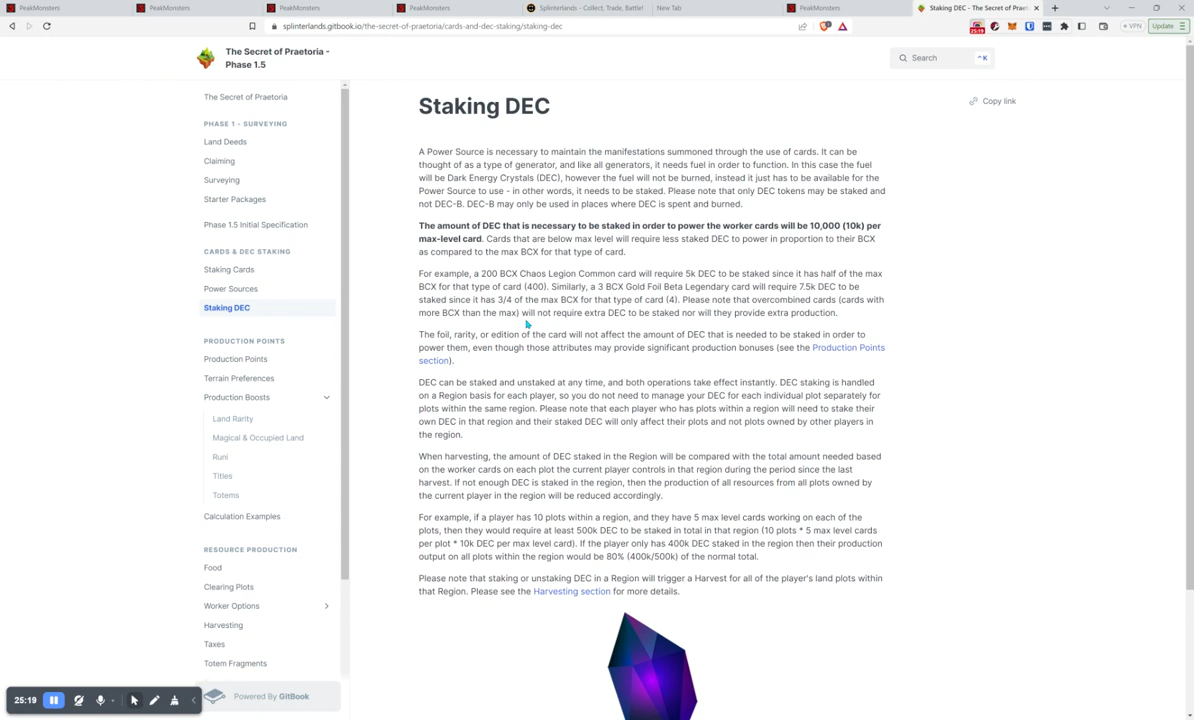 PeakMonsters
PeakMonsters
PeakMonsters
PeakMonsters
Splinterlands - Collect, Trade, Battle!
New Tab
PeakMonsters
Staking DEC - The Secret of Praet
splinterlands.gitbook.io/the-secret-of-praetoria/cards-and-dec-staking/staking-dec
25:19
VPN
Update
The Secret of Praetoria -
Phase 1.5
Search
^K
The Secret of Praetoria
PHASE 1 - SURVEYING
Land Deeds
Claiming
Surveying
Starter Packages
Phase 1.5 Initial Specification
CARDS & DEC STAKING
Staking Cards
Power Sources
Staking DEC
PRODUCTION POINTS
Production Points
Terrain Preferences
Production Boosts
Land Rarity
Magical & Occupied Land
Runi
Titles
Totems
Calculation Examples
RESOURCE PRODUCTION
Food
Clearing Plots
Worker Options
Harvesting
Taxes
Totem Fragments
Powered By GitBook
25:19
Staking DEC
Copy link
A Power Source is necessary to maintain the manifestations summoned through the use of cards. It can be
thought of as a type of generator, and like all generators, it needs fuel in order to function. In this case the fuel
will be Dark Energy Crystals (DEC), however the fuel will not be burned, instead it just has to be available for the
Power Source to use - in other words, it needs to be staked. Please note that only DEC tokens may be staked and
not DEC-B. DEC-B may only be used in places where DEC is spent and burned.
The amount of DEC that is necessary to be staked in order to power the worker cards will be 10,000 (10k) per
max-level card. Cards that are below max level will require less staked DEC to power in proportion to their BCX
as compared to the max BCX for that type of card.
For example, a 200 BCX Chaos Legion Common card will require 5k DEC to be staked since it has half of the max
BCX for that type of card (400). Similarly, a 3 BCX Gold Foil Beta Legendary card will require 7.5k DEC to be
staked since it has 3/4 of the max BCX for that type of card (4). Please note that overcombined cards (cards with
more BCX than the max) will not require extra DEC to be staked nor will they provide extra production.
The foil, rarity, or edition of the card will not affect the amount of DEC that is needed to be staked in order to
power them, even though those attributes may provide significant production bonuses (see the Production Points
section).
DEC can be staked and unstaked at any time, and both operations take effect instantly. DEC staking is handled
on a Region basis for each player, so you do not need to manage your DEC for each individual plot separately for
plots within the same region. Please note that each player who has plots within a region will need to stake their
own DEC in that region and their staked DEC will only affect their plots and not plots owned by other players in
the region.
When harvesting, the amount of DEC staked in the Region will be compared with the total amount needed based
on the worker cards on each plot the current player controls in that region during the period since the last
harvest. If not enough DEC is staked in the region, then the production of all resources from all plots owned by
the current player in the region will be reduced accordingly.
For example, if a player has 10 plots within a region, and they have 5 max level cards working on each of the
plots, then they would require at least 500k DEC to be staked in total in that region (10 plots * 5 max level cards
per plot * 10k DEC per max level card). If the player only has 400k DEC staked in the region then their production
output on all plots within the region would be 80% (400k/500k) of the normal total.
Please note that staking or unstaking DEC in a Region will trigger a Harvest for all of the player's land plots within
that Region. Please see the Harvesting section for more details.